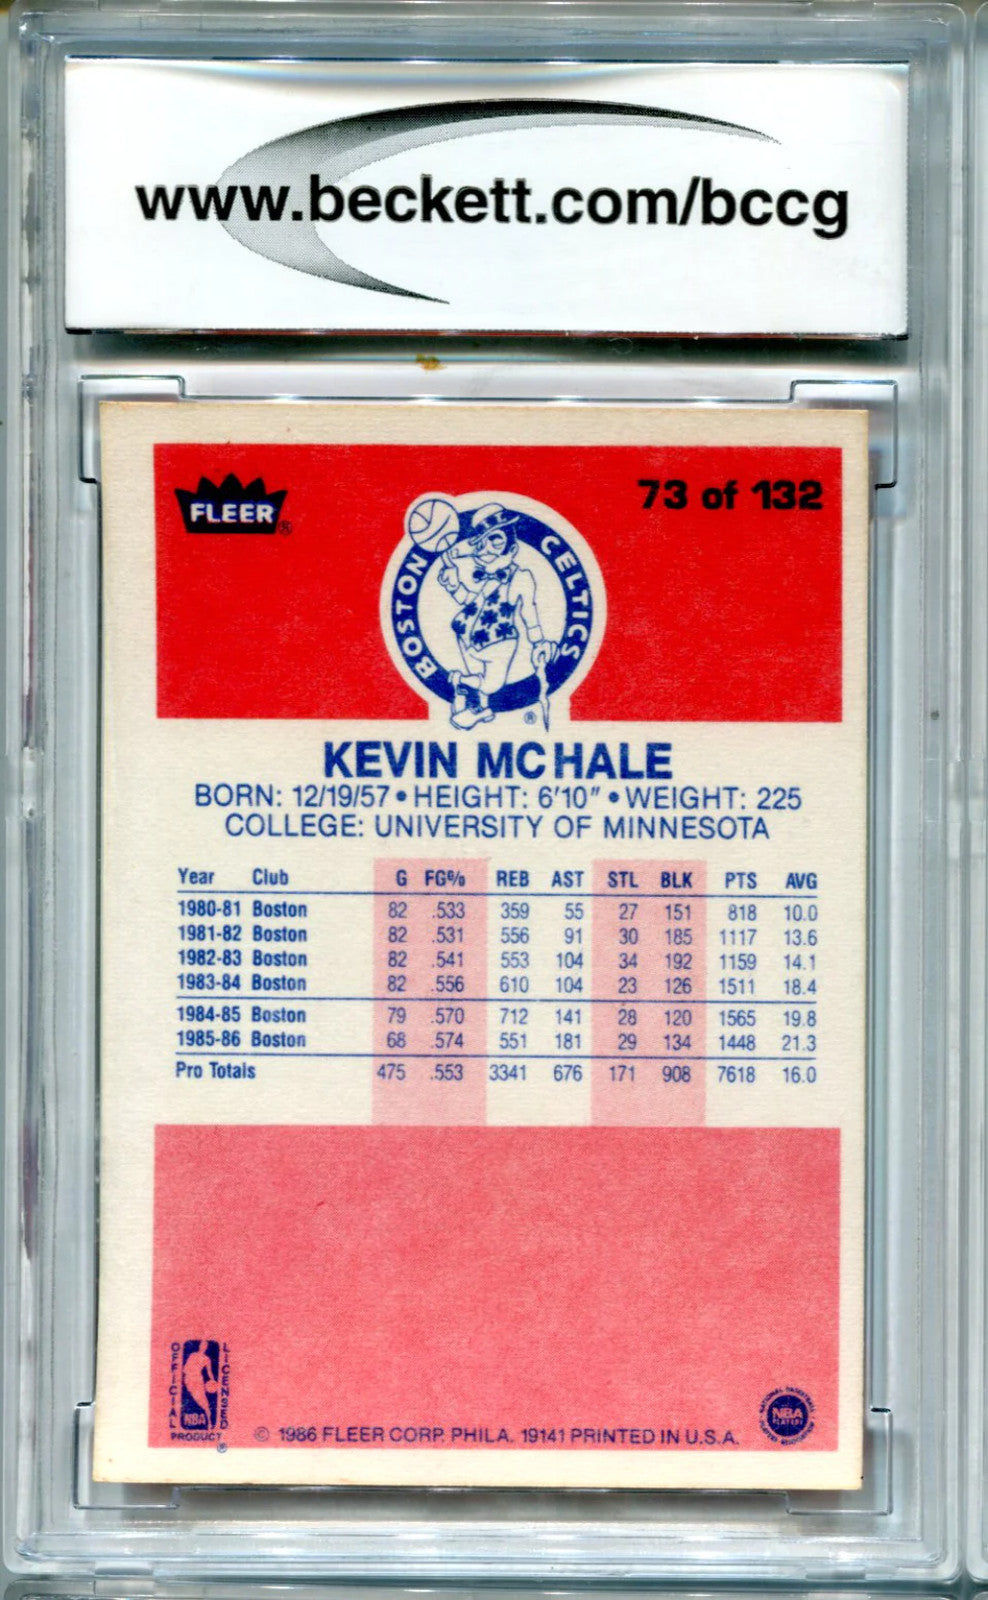 www.beckett.com/bccg
FLEER®
73 of 132
BOSTON CELTICS
®
KEVIN MCHALE
BORN: 12/19/57 • HEIGHT: 6'10" • WEIGHT: 225
COLLEGE: UNIVERSITY OF MINNESOTA
Year Club G FG% REB AST STL BLK PTS AVG
1980-81 Boston 82 .533 359 55 27 151 818 10.0
1981-82 Boston 82 .531 556 91 30 185 1117 13.6
1982-83 Boston 82 .541 553 104 34 192 1159 14.1
1983-84 Boston 82 .556 610 104 23 126 1511 18.4
1984-85 Boston 79 .570 712 141 28 120 1565 19.8
1985-86 Boston 68 .574 551 181 29 134 1448 21.3
Pro Totals 475 .553 3341 676 171 908 7618 16.0
OFFICIAL LICENSED
NBA
PRODUCT ®
© 1986 FLEER CORP. PHILA. 19141 PRINTED IN U.S.A.
NATIONAL BASKETBALL
NBA
PLAYERS
PLAYERS ASSOCIATION